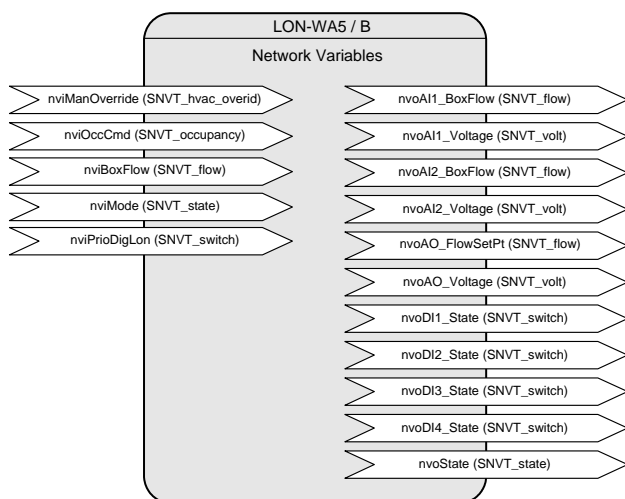 LON-WA5 / B
Network Variables
nviManOverride (SNVT_hvac_overid)
nviOccCmd (SNVT_occupancy)
nviBoxFlow (SNVT_flow)
nviMode (SNVT_state)
nviPrioDigLon (SNVT_switch)
nvoAI1_BoxFlow (SNVT_flow)
nvoAI1_Voltage (SNVT_volt)
nvoAI2_BoxFlow (SNVT_flow)
nvoAI2_Voltage (SNVT_volt)
nvoAO_FlowSetPt (SNVT_flow)
nvoAO_Voltage (SNVT_volt)
nvoDI1_State (SNVT_switch)
nvoDI2_State (SNVT_switch)
nvoDI3_State (SNVT_switch)
nvoDI4_State (SNVT_switch)
nvoState (SNVT_state)